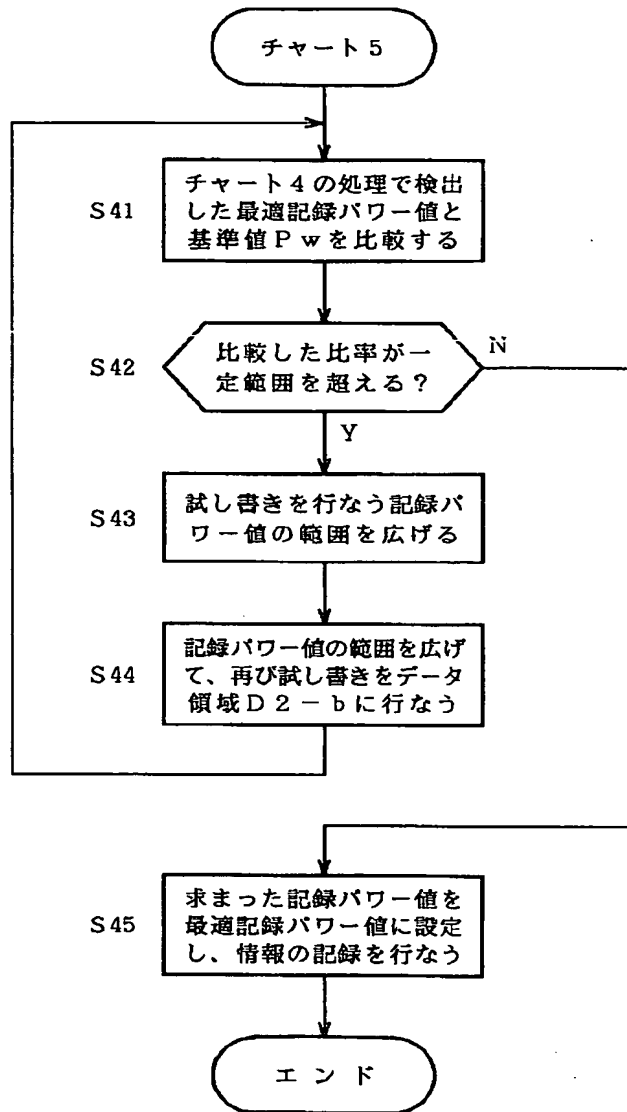 チャート5
S41
チャート4の処理で検出
した最適記録パワー値と
基準値Pwを比較する
S42
比較した比率が一
定範囲を超える?
N
Y
S43
試し書きを行なう記録パ
ワー値の範囲を広げる
S44
記録パワー値の範囲を広げ
て、再び試し書きをデータ
領域D2-bに行なう
S45
求まった記録パワー値を
最適記録パワー値に設定
し、情報の記録を行なう
エンド